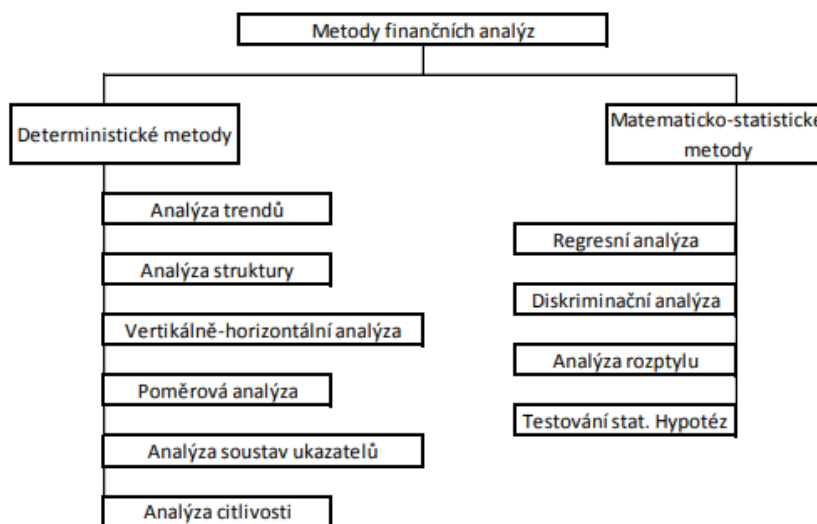 Metody finančních analýz
Deterministické metody
Matematicko-statistické
metody
Analýza trendů
Analýza struktury
Vertikálně-horizontální analýza
Poměrová analýza
Analýza soustav ukazatelů
Analýza citlivosti
Regresní analýza
Diskriminační analýza
Analýza rozptylu
Testování stat. Hypotéz